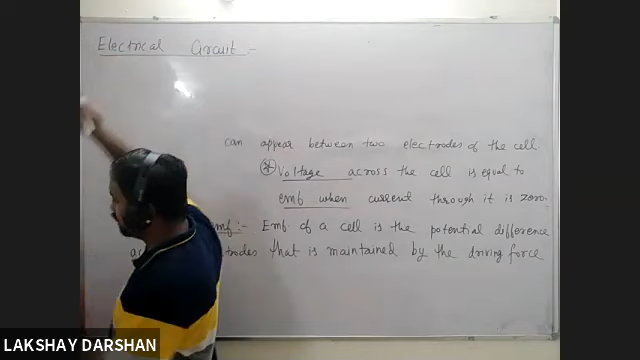 Electrical Circuit :-
can appear between two electrodes of the cell
* Voltage across the cell is equal to
emf when current through it is zero.
emf :- Emf of a cell is the potential difference
that is maintained by the driving force
LAKSHAY DARSHAN